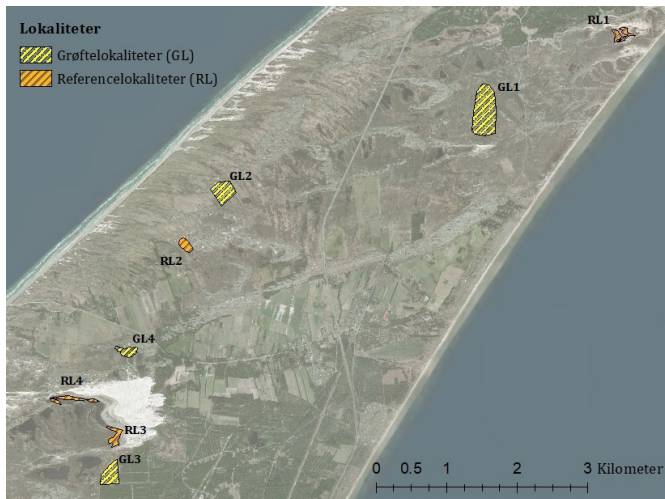 Lokaliteter
Grøftelokaliteter (GL)
Referencelokaliteter (RL)
RL1
GL1
GL2
RL2
GL4
RL4
RL3
GL3
0 0.5 1 2 3 Kilometer